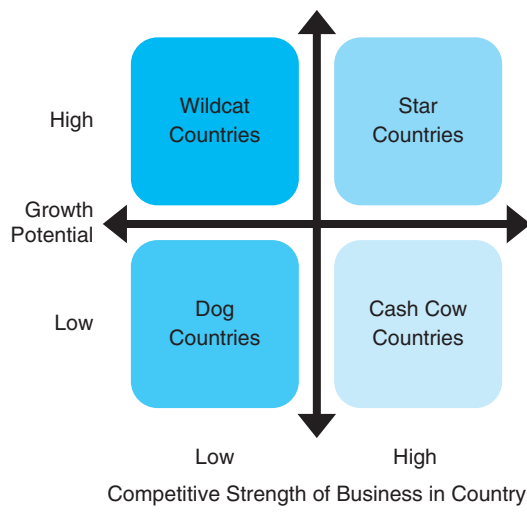 High
Wildcat
Countries
Star
Countries
Growth
Potential
Low
Dog
Countries
Cash Cow
Countries
Low
High
Competitive Strength of Business in Country